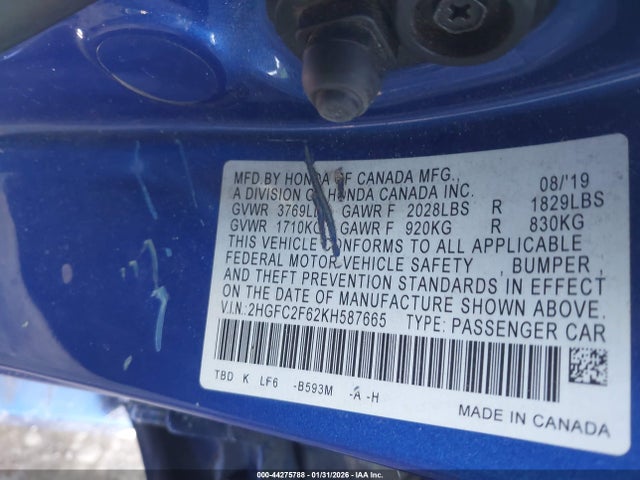 MFD BY HONDA OF CANADA MFG., 08/'19
A DIVISION OF HONDA CANADA INC.
GVWR 3769LBS GAWR F 2028LBS R 1829LBS
GVWR 1710KG GAWR F 920KG R 830KG
THIS VEHICLE CONFORMS TO ALL APPLICABLE
FEDERAL MOTOR VEHICLE SAFETY , BUMPER ,
AND THEFT PREVENTION STANDARDS IN EFFECT
ON THE DATE OF MANUFACTURE SHOWN ABOVE.
V.I.N.:2HGFC2F62KH587665 TYPE: PASSENGER CAR
TBD K LF6 -B593M -A -H
MADE IN CANADA
000-44275788 - 01/31/2026 - IAAI.COM